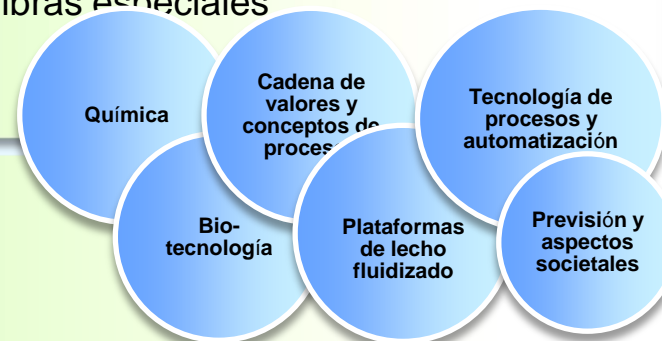 especiales
Química
Cadena de
valores y
conceptos de
Tecnología de
procesos y
automatización
Bio-
tecnología
Plataformas
de lecho
fluidizado
Previsión y
aspectos
societales